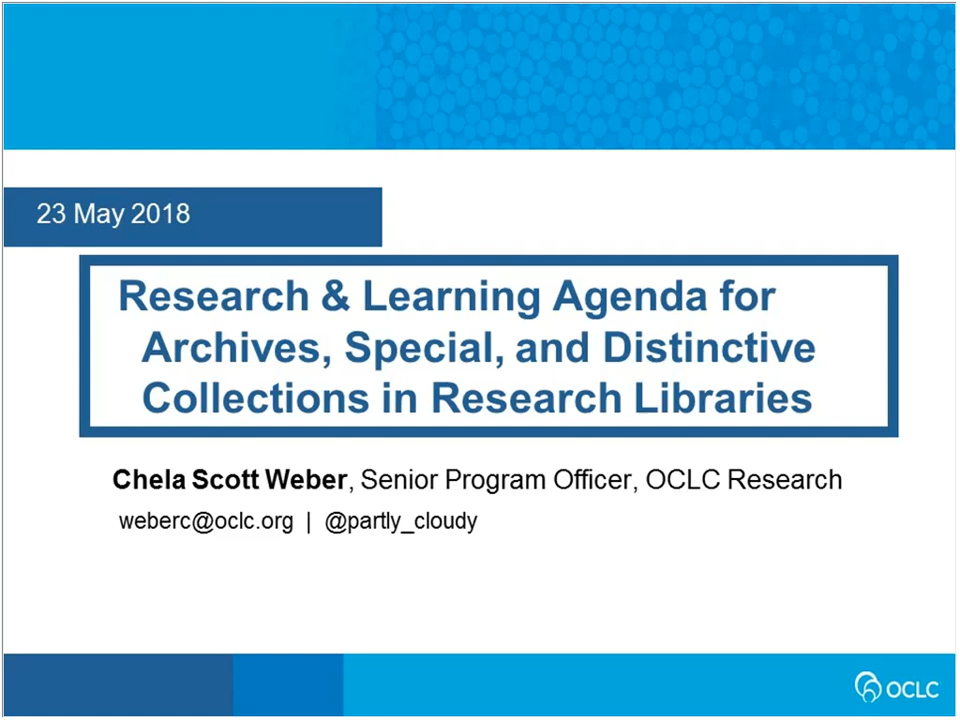 23 May 2018
Research & Learning Agenda for
Archives, Special, and Distinctive
Collections in Research Libraries
Chela Scott Weber, Senior Program Officer, OCLC Research
weberc@oclc.org | @partly_cloudy
OCLC